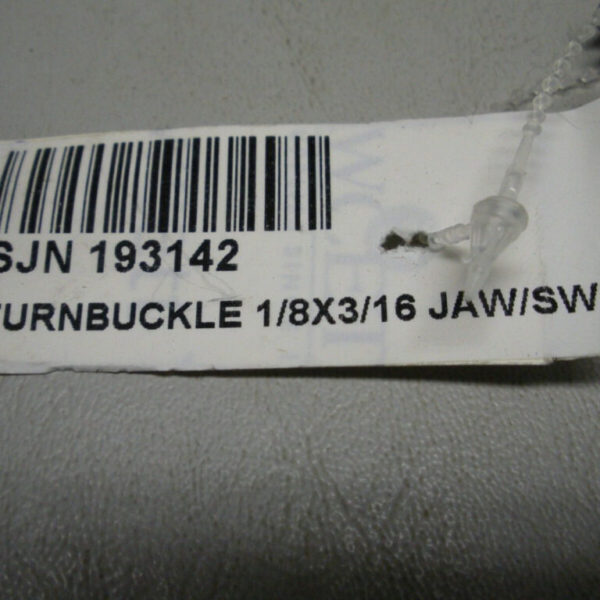 SJN 193142
TURNBUCKLE 1/8X3/16 JAW/SW